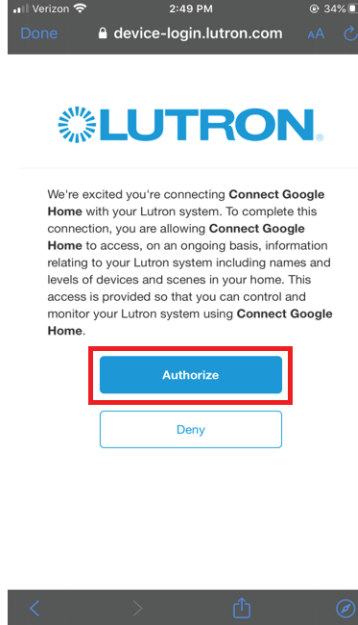 Verizon 2:49 PM 34%
Done device-login.lutron.com AA
LUTRON
We're excited you're connecting Connect Google
Home with your Lutron system. To complete this
connection, you are allowing Connect Google
Home to access, on an ongoing basis, information
relating to your Lutron system including names and
levels of devices and scenes in your home. This
access is provided so that you can control and
monitor your Lutron system using Connect Google
Home.
Authorize
Deny